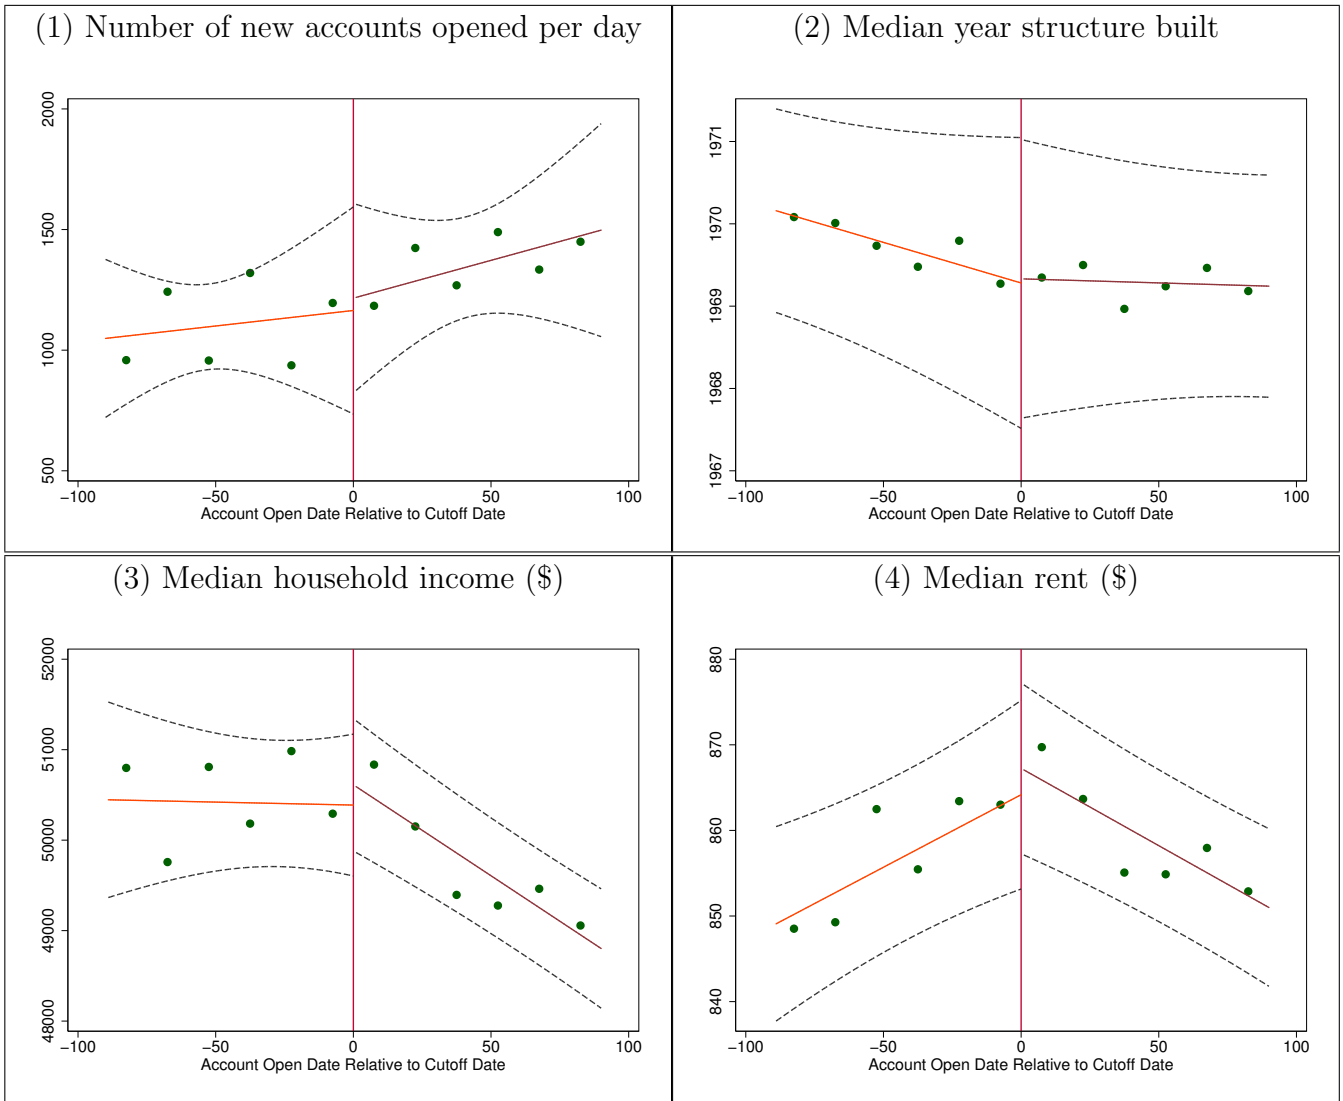 (1) Number of new accounts opened per day
2000
1500
1000
500
−100 −50 0 50 100
Account Open Date Relative to Cutoff Date
(2) Median year structure built
1971
1970
1969
1968
1967
−100 −50 0 50 100
Account Open Date Relative to Cutoff Date
(3) Median household income ($)
52000
51000
50000
49000
48000
−100 −50 0 50 100
Account Open Date Relative to Cutoff Date
(4) Median rent ($)
880
870
860
850
840
−100 −50 0 50 100
Account Open Date Relative to Cutoff Date